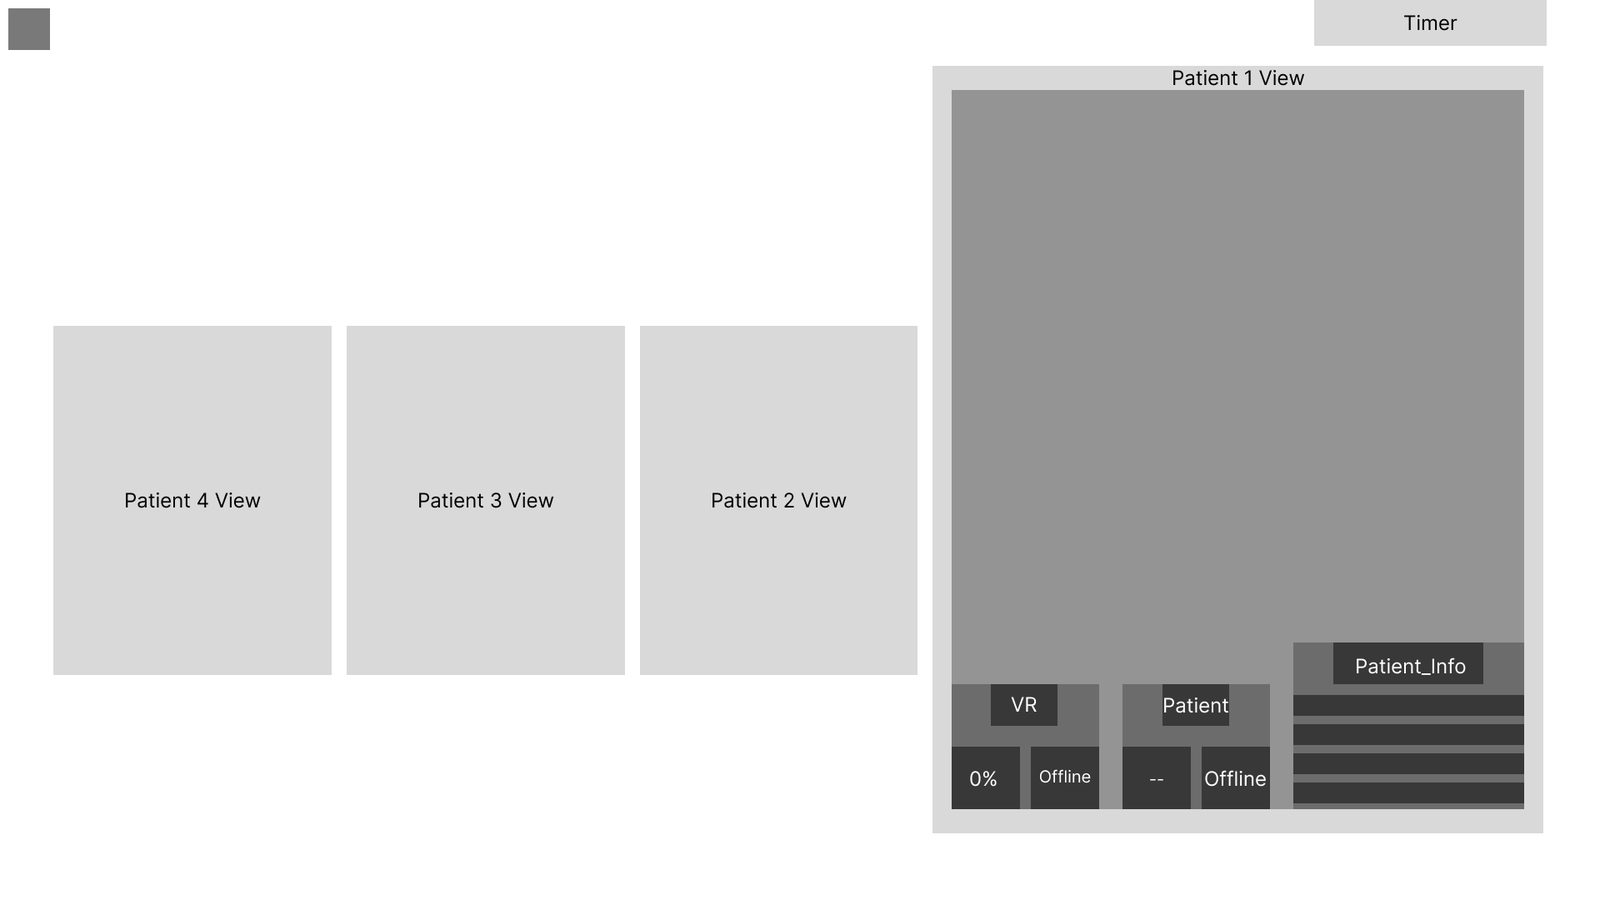 Timer
Patient 1 View
Patient 4 View
Patient 3 View
Patient 2 View
Patient_Info
VR
Patient
0%
Offline
--
Offline